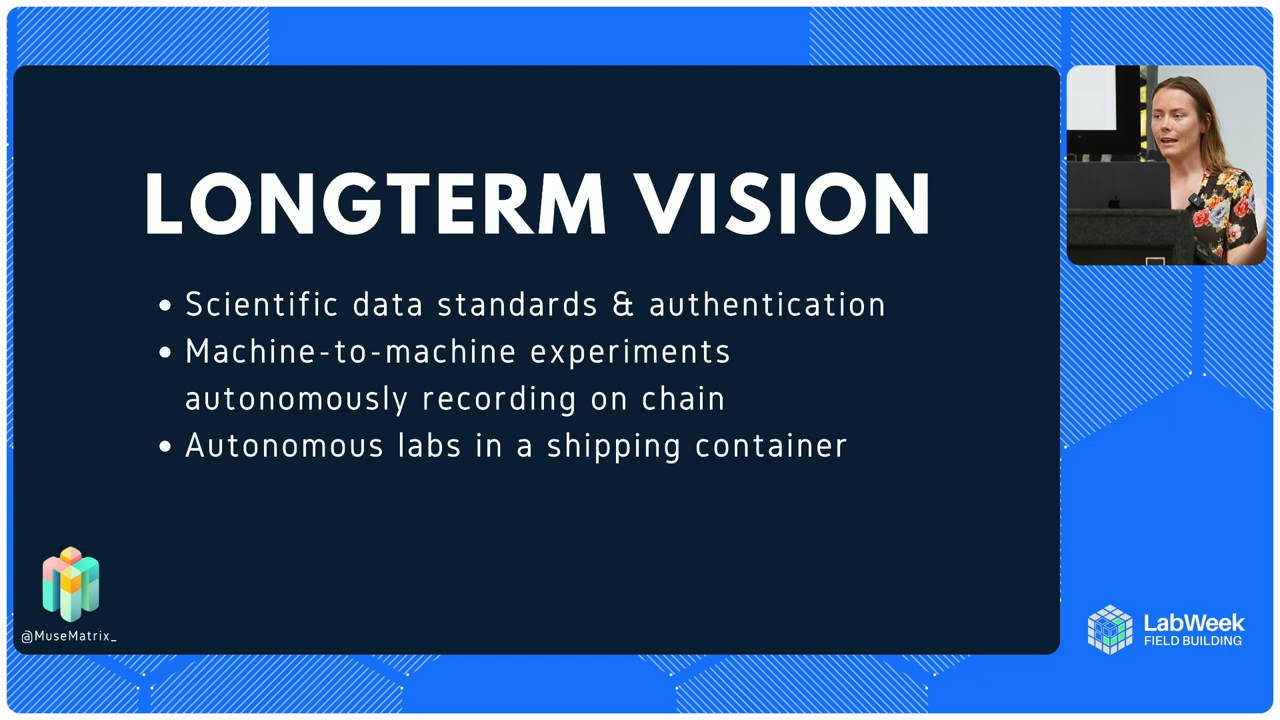 LONGTERM VISION
• Scientific data standards & authentication
• Machine-to-machine experiments
autonomously recording on chain
• Autonomous labs in a shipping container
@MuseMatrix_
LabWeek
FIELD BUILDING